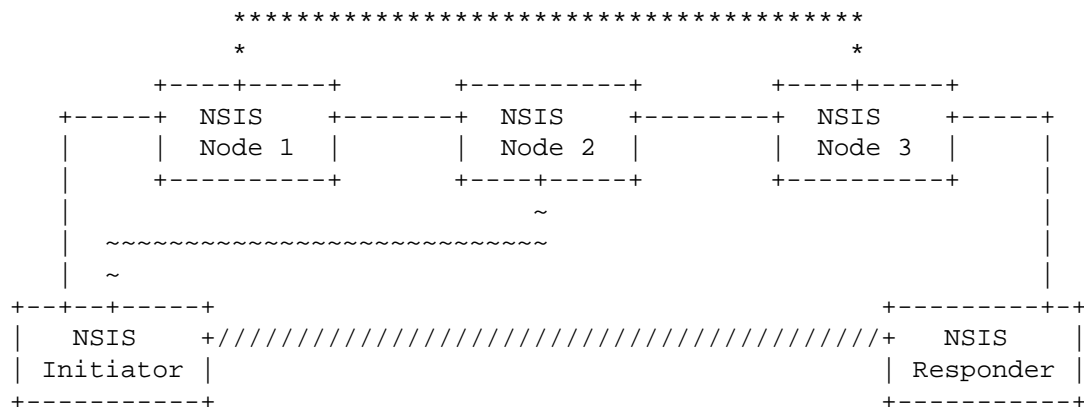 ****************************************
*                                      *
+----+-----+       +----------+        +----+-----+
+-----+  NSIS    +-------+  NSIS    +--------+  NSIS    +-----+
|     |  Node 1  |       |  Node 2  |        |  Node 3  |     |
|     +----------+       +----+-----+        +----------+     |
|                             ~                               |
|  ~~~~~~~~~~~~~~~~~~~~~~~~~~~~                               |
|  ~                                                          |
+--+--+-----+                                          +---------+-+
|   NSIS    +//////////////////////////////////////////+   NSIS    |
| Initiator |                                          | Responder |
+-----------+                                          +-----------+